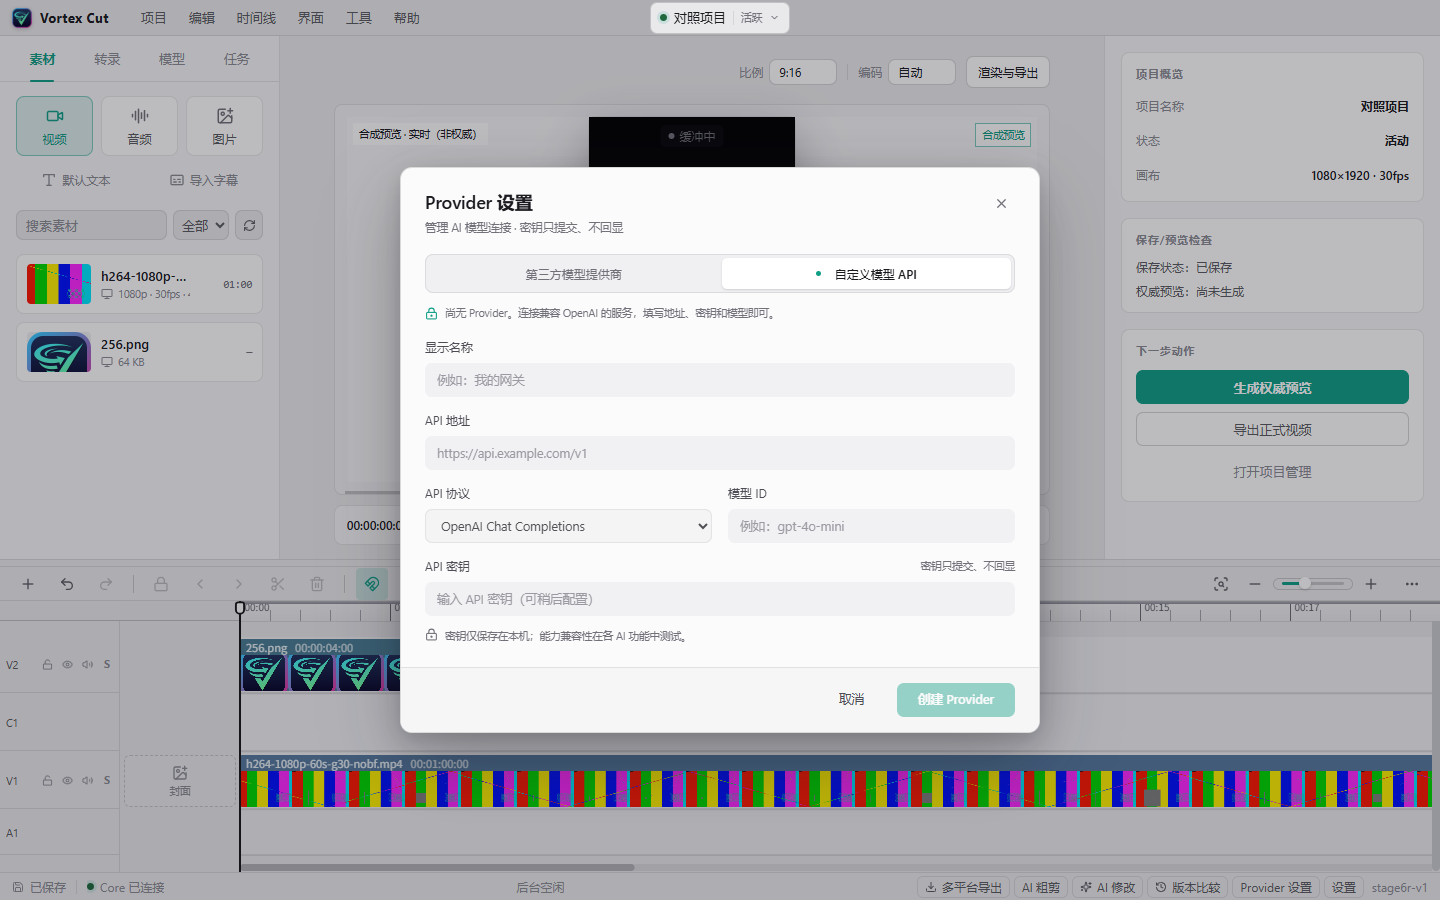 Vortex Cut 项目 编辑 时间线 界面 工具 帮助 对照项目 活跃
素材 转录 模型 任务
视频 音频 图片
默认文本 导入字幕
搜索素材 全部
h264-1080p-...
1080p · 30fps · ·
01:00
256.png
64 KB
–
比例 9:16 编码 自动 渲染与导出
合成预览 · 实时（非权威）
缓冲中
合成预览
00:00:00:0
项目概览
项目名称 对照项目
状态 活动
画布 1080×1920 · 30fps
保存/预览检查
保存状态：已保存
权威预览：尚未生成
下一步动作
生成权威预览
导出正式视频
打开项目管理
Provider 设置
管理 AI 模型连接 · 密钥只提交、不回显
第三方模型提供商 自定义模型 API
尚无 Provider。连接兼容 OpenAI 的服务，填写地址、密钥和模型即可。
显示名称
例如：我的网关
API 地址
https://api.example.com/v1
API 协议 模型 ID
OpenAI Chat Completions 例如：gpt-4o-mini
API 密钥 密钥只提交、不回显
输入 API 密钥（可稍后配置）
密钥仅保存在本机；能力兼容性在各 AI 功能中测试。
取消 创建 Provider
00:00 00:15 00:17
V2 S
256.png 00:00:04:00
C1
V1 S
封面
h264-1080p-60s-g30-nobf.mp4 00:01:00:00
A1
已保存 Core 已连接 后台空闲 多平台导出 AI 粗剪 AI 修改 版本比较 Provider 设置 设置 stage6r-v1